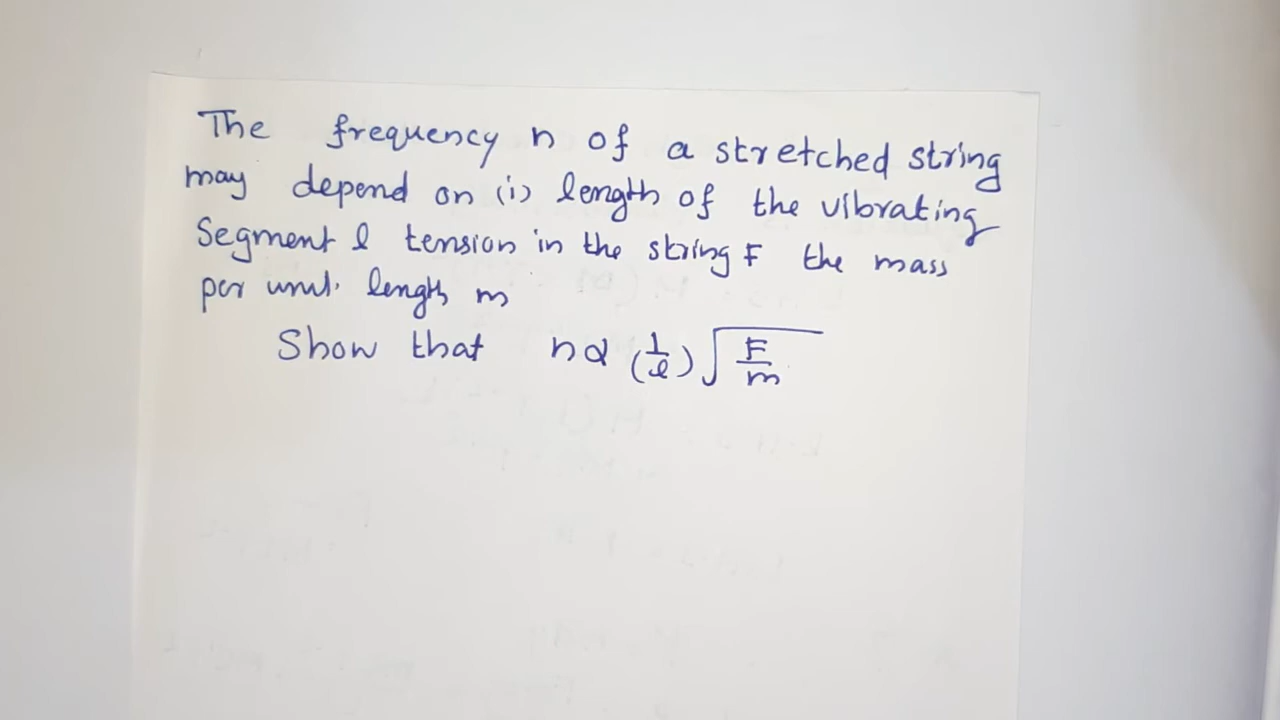 The frequency n of a stretched string
may depend on (i) length of the vibrating
Segment l tension in the string F the mass
per unit length m
Show that n α (1/l) √(F/m)